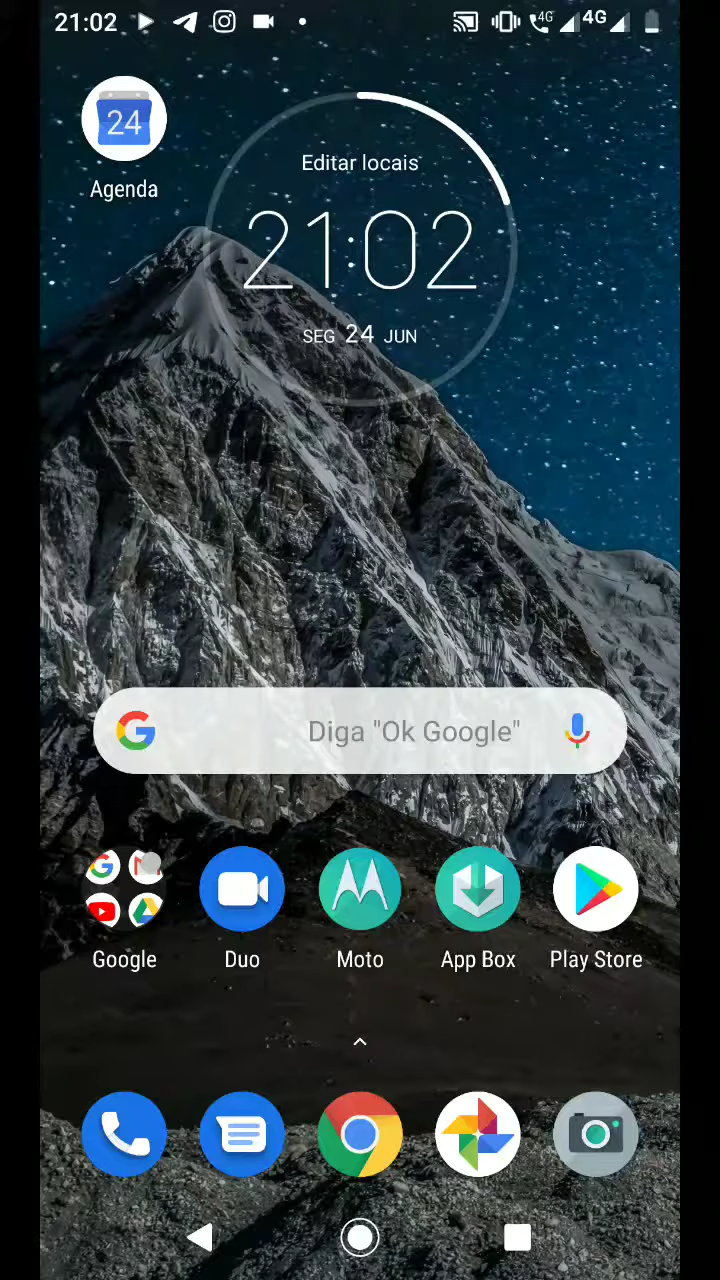 21:02 4G 4G
24
Agenda
Editar locais
21:02
SEG 24 JUN
Diga "Ok Google"
Google Duo Moto App Box Play Store